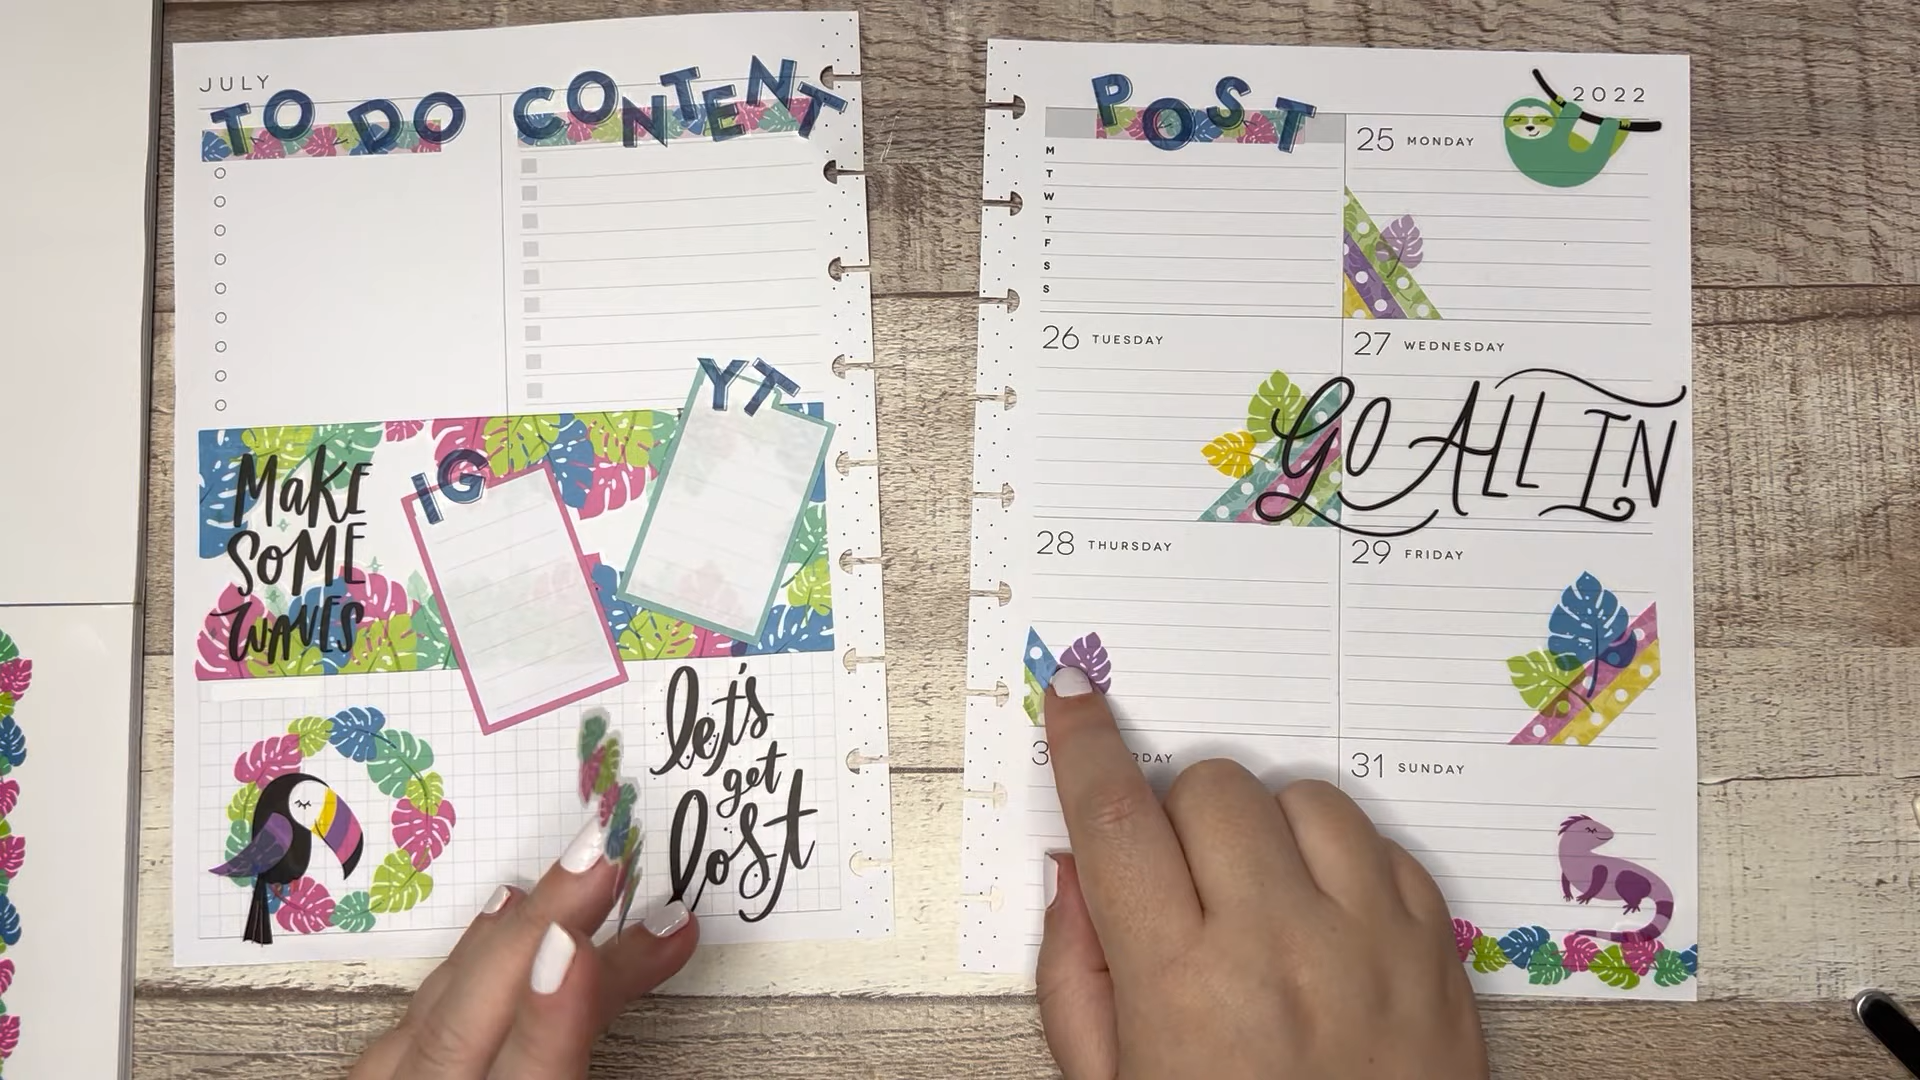 JULY
TO DO
CONTENT
YT
IG
Make
SOME
WAVES
let's
get
lost
2022
POST
25 MONDAY
M
T
W
T
F
S
S
26 TUESDAY
27 WEDNESDAY
GO ALL IN
28 THURSDAY
29 FRIDAY
31 SUNDAY